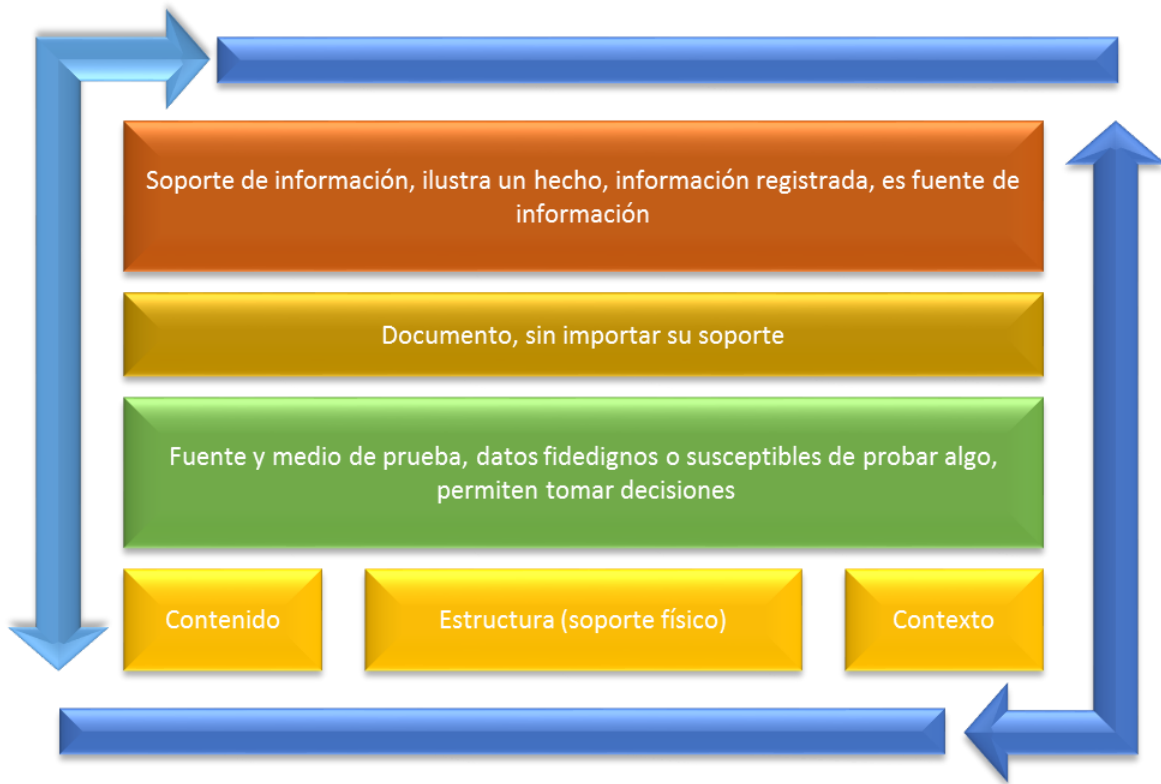 Soporte de información, ilustra un hecho, información registrada, es fuente de
información
Documento, sin importar su soporte
Fuente y medio de prueba, datos fidedignos o susceptibles de probar algo,
permiten tomar decisiones
Contenido
Estructura (soporte físico)
Contexto